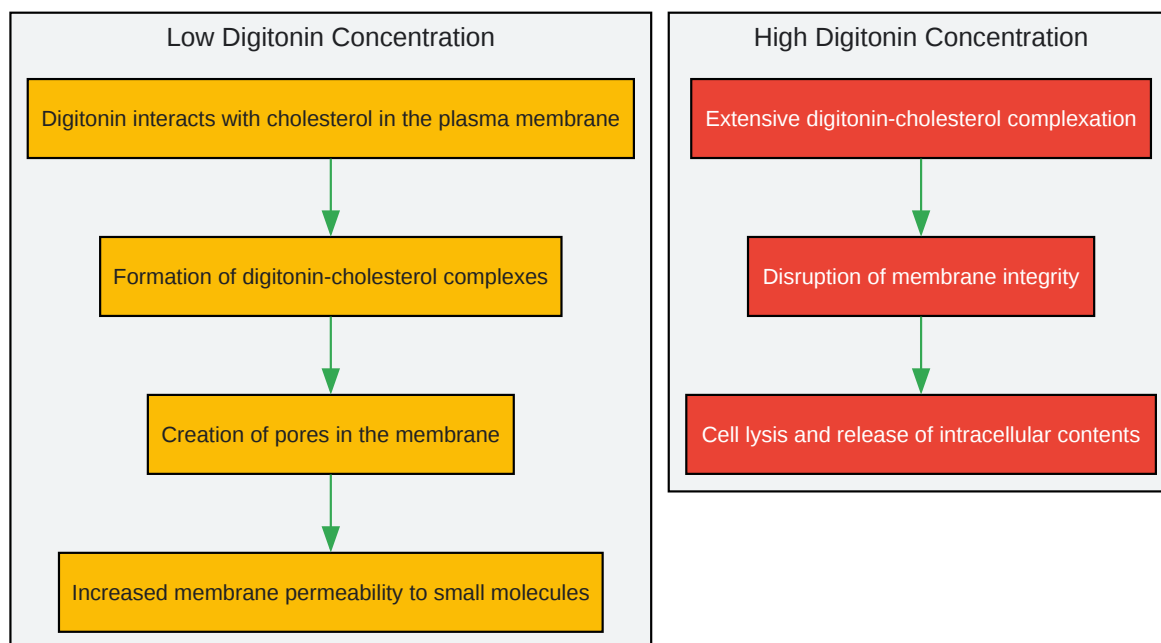 Low Digitonin Concentration
Digitonin interacts with cholesterol in the plasma membrane
Formation of digitonin-cholesterol complexes
Creation of pores in the membrane
Increased membrane permeability to small molecules
High Digitonin Concentration
Extensive digitonin-cholesterol complexation
Disruption of membrane integrity
Cell lysis and release of intracellular contents